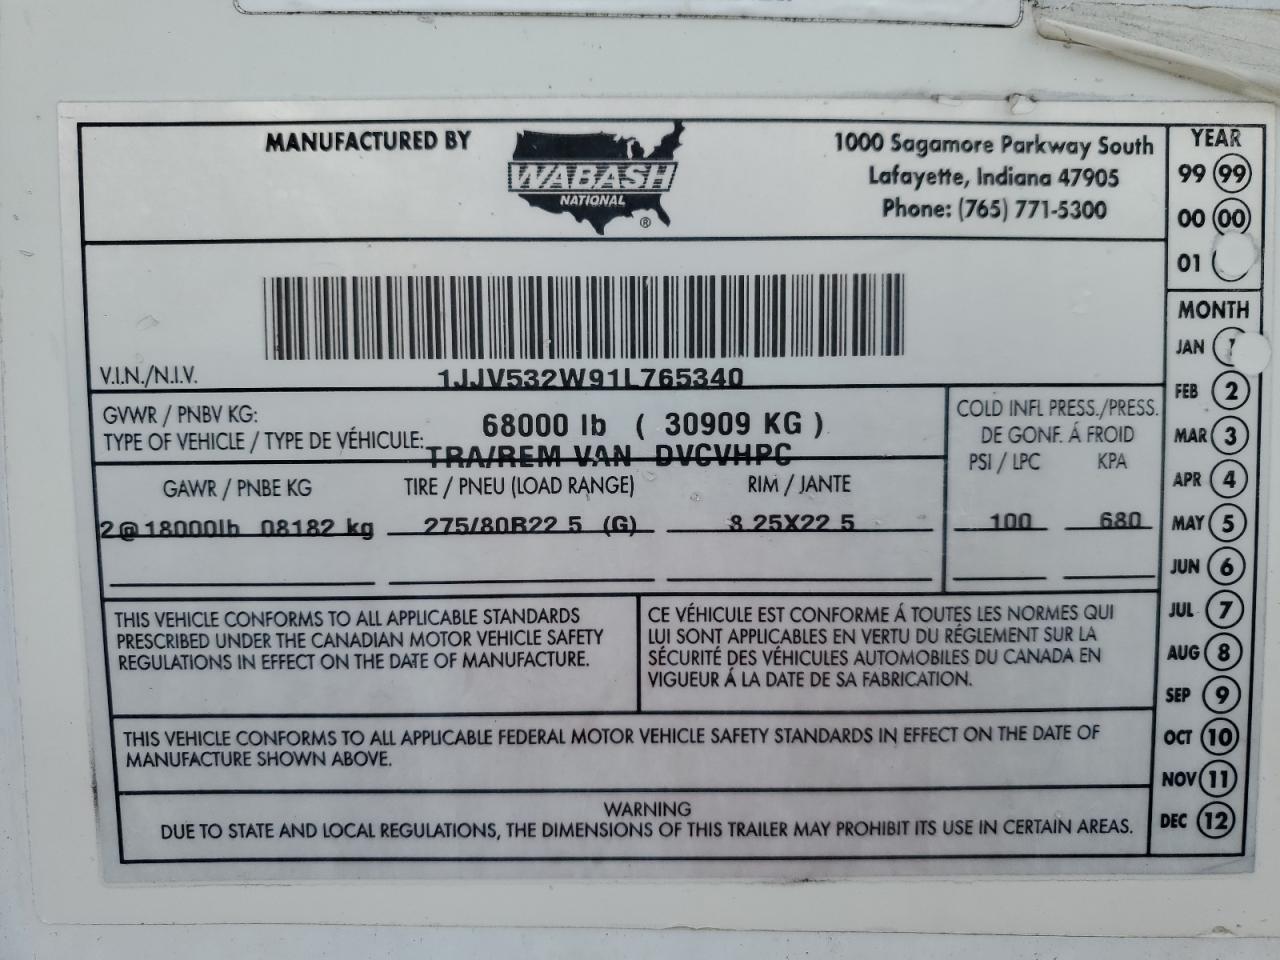 MANUFACTURED BY
WABASH
NATIONAL
®
1000 Sagamore Parkway South
Lafayette, Indiana 47905
Phone: (765) 771-5300
V.I.N./N.I.V.
1JJV532W91L765340
GVWR / PNBV KG:
68000 lb ( 30909 KG )
TYPE OF VEHICLE / TYPE DE VÉHICULE:
TRA/REM VAN DVCVHPC
COLD INFL PRESS./PRESS.
DE GONF. Á FROID
PSI / LPC KPA
GAWR / PNBE KG TIRE / PNEU (LOAD RANGE) RIM / JANTE
2@18000lb 08182 kg 275/80R22.5 (G) 8.25X22.5 100 680
THIS VEHICLE CONFORMS TO ALL APPLICABLE STANDARDS
PRESCRIBED UNDER THE CANADIAN MOTOR VEHICLE SAFETY
REGULATIONS IN EFFECT ON THE DATE OF MANUFACTURE.
CE VÉHICULE EST CONFORME Á TOUTES LES NORMES QUI
LUI SONT APPLICABLES EN VERTU DU RÉGLEMENT SUR LA
SÉCURITÉ DES VÉHICULES AUTOMOBILES DU CANADA EN
VIGUEUR Á LA DATE DE SA FABRICATION.
THIS VEHICLE CONFORMS TO ALL APPLICABLE FEDERAL MOTOR VEHICLE SAFETY STANDARDS IN EFFECT ON THE DATE OF
MANUFACTURE SHOWN ABOVE.
WARNING
DUE TO STATE AND LOCAL REGULATIONS, THE DIMENSIONS OF THIS TRAILER MAY PROHIBIT ITS USE IN CERTAIN AREAS.
YEAR
99 99
00 00
01
MONTH
JAN 1
FEB 2
MAR 3
APR 4
MAY 5
JUN 6
JUL 7
AUG 8
SEP 9
OCT 10
NOV 11
DEC 12